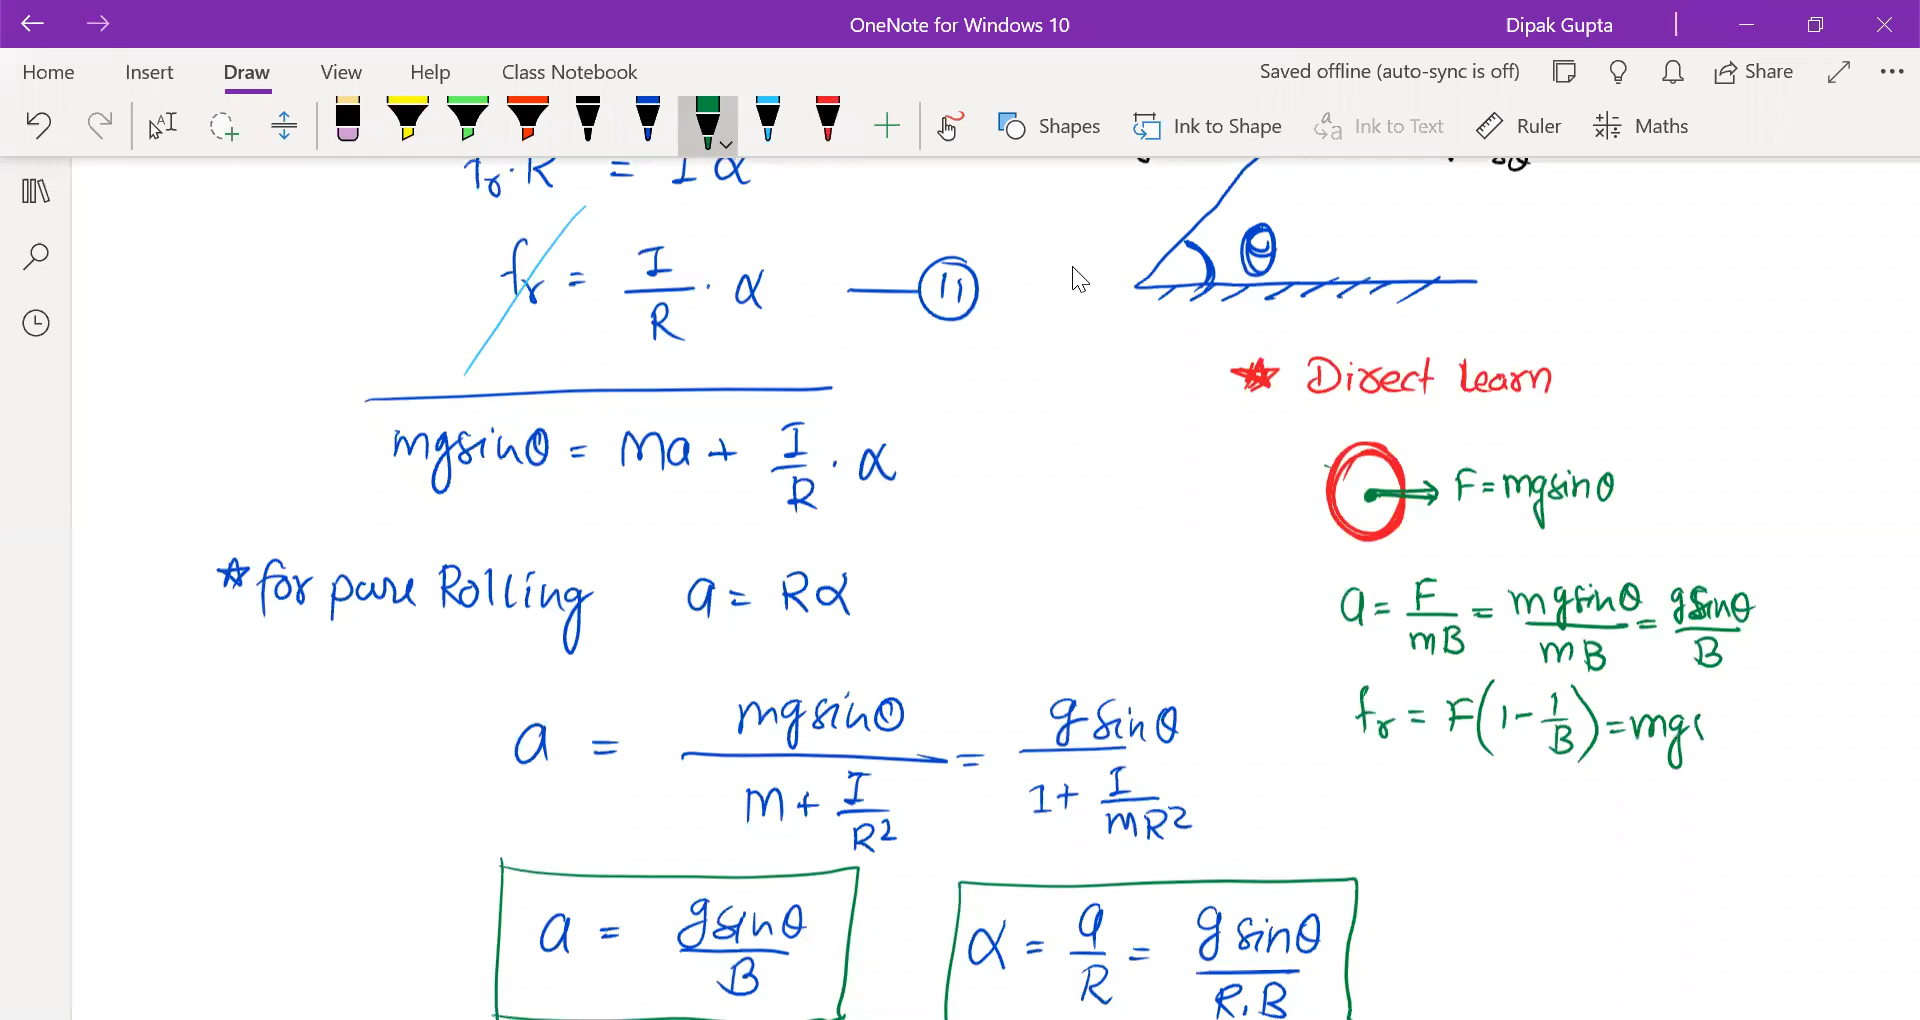 OneNote for Windows 10
Dipak Gupta
Home Insert Draw View Help Class Notebook
Saved offline (auto-sync is off) Share
Shapes Ink to Shape Ink to Text Ruler Maths
fr.R = I α
fr = I/R . α —(11)
θ
mgsinθ = Ma + I/R . α
*for pure Rolling a = Rα
a = mgsinθ / (m + I/R²) = gsinθ / (1 + I/mR²)
a = gsinθ/B
α = a/R = gsinθ/R.B
* Direct learn
F = mgsinθ
a = F/mB = mgsinθ/mB = gsinθ/B
fr = F(1 - 1/B) = mg